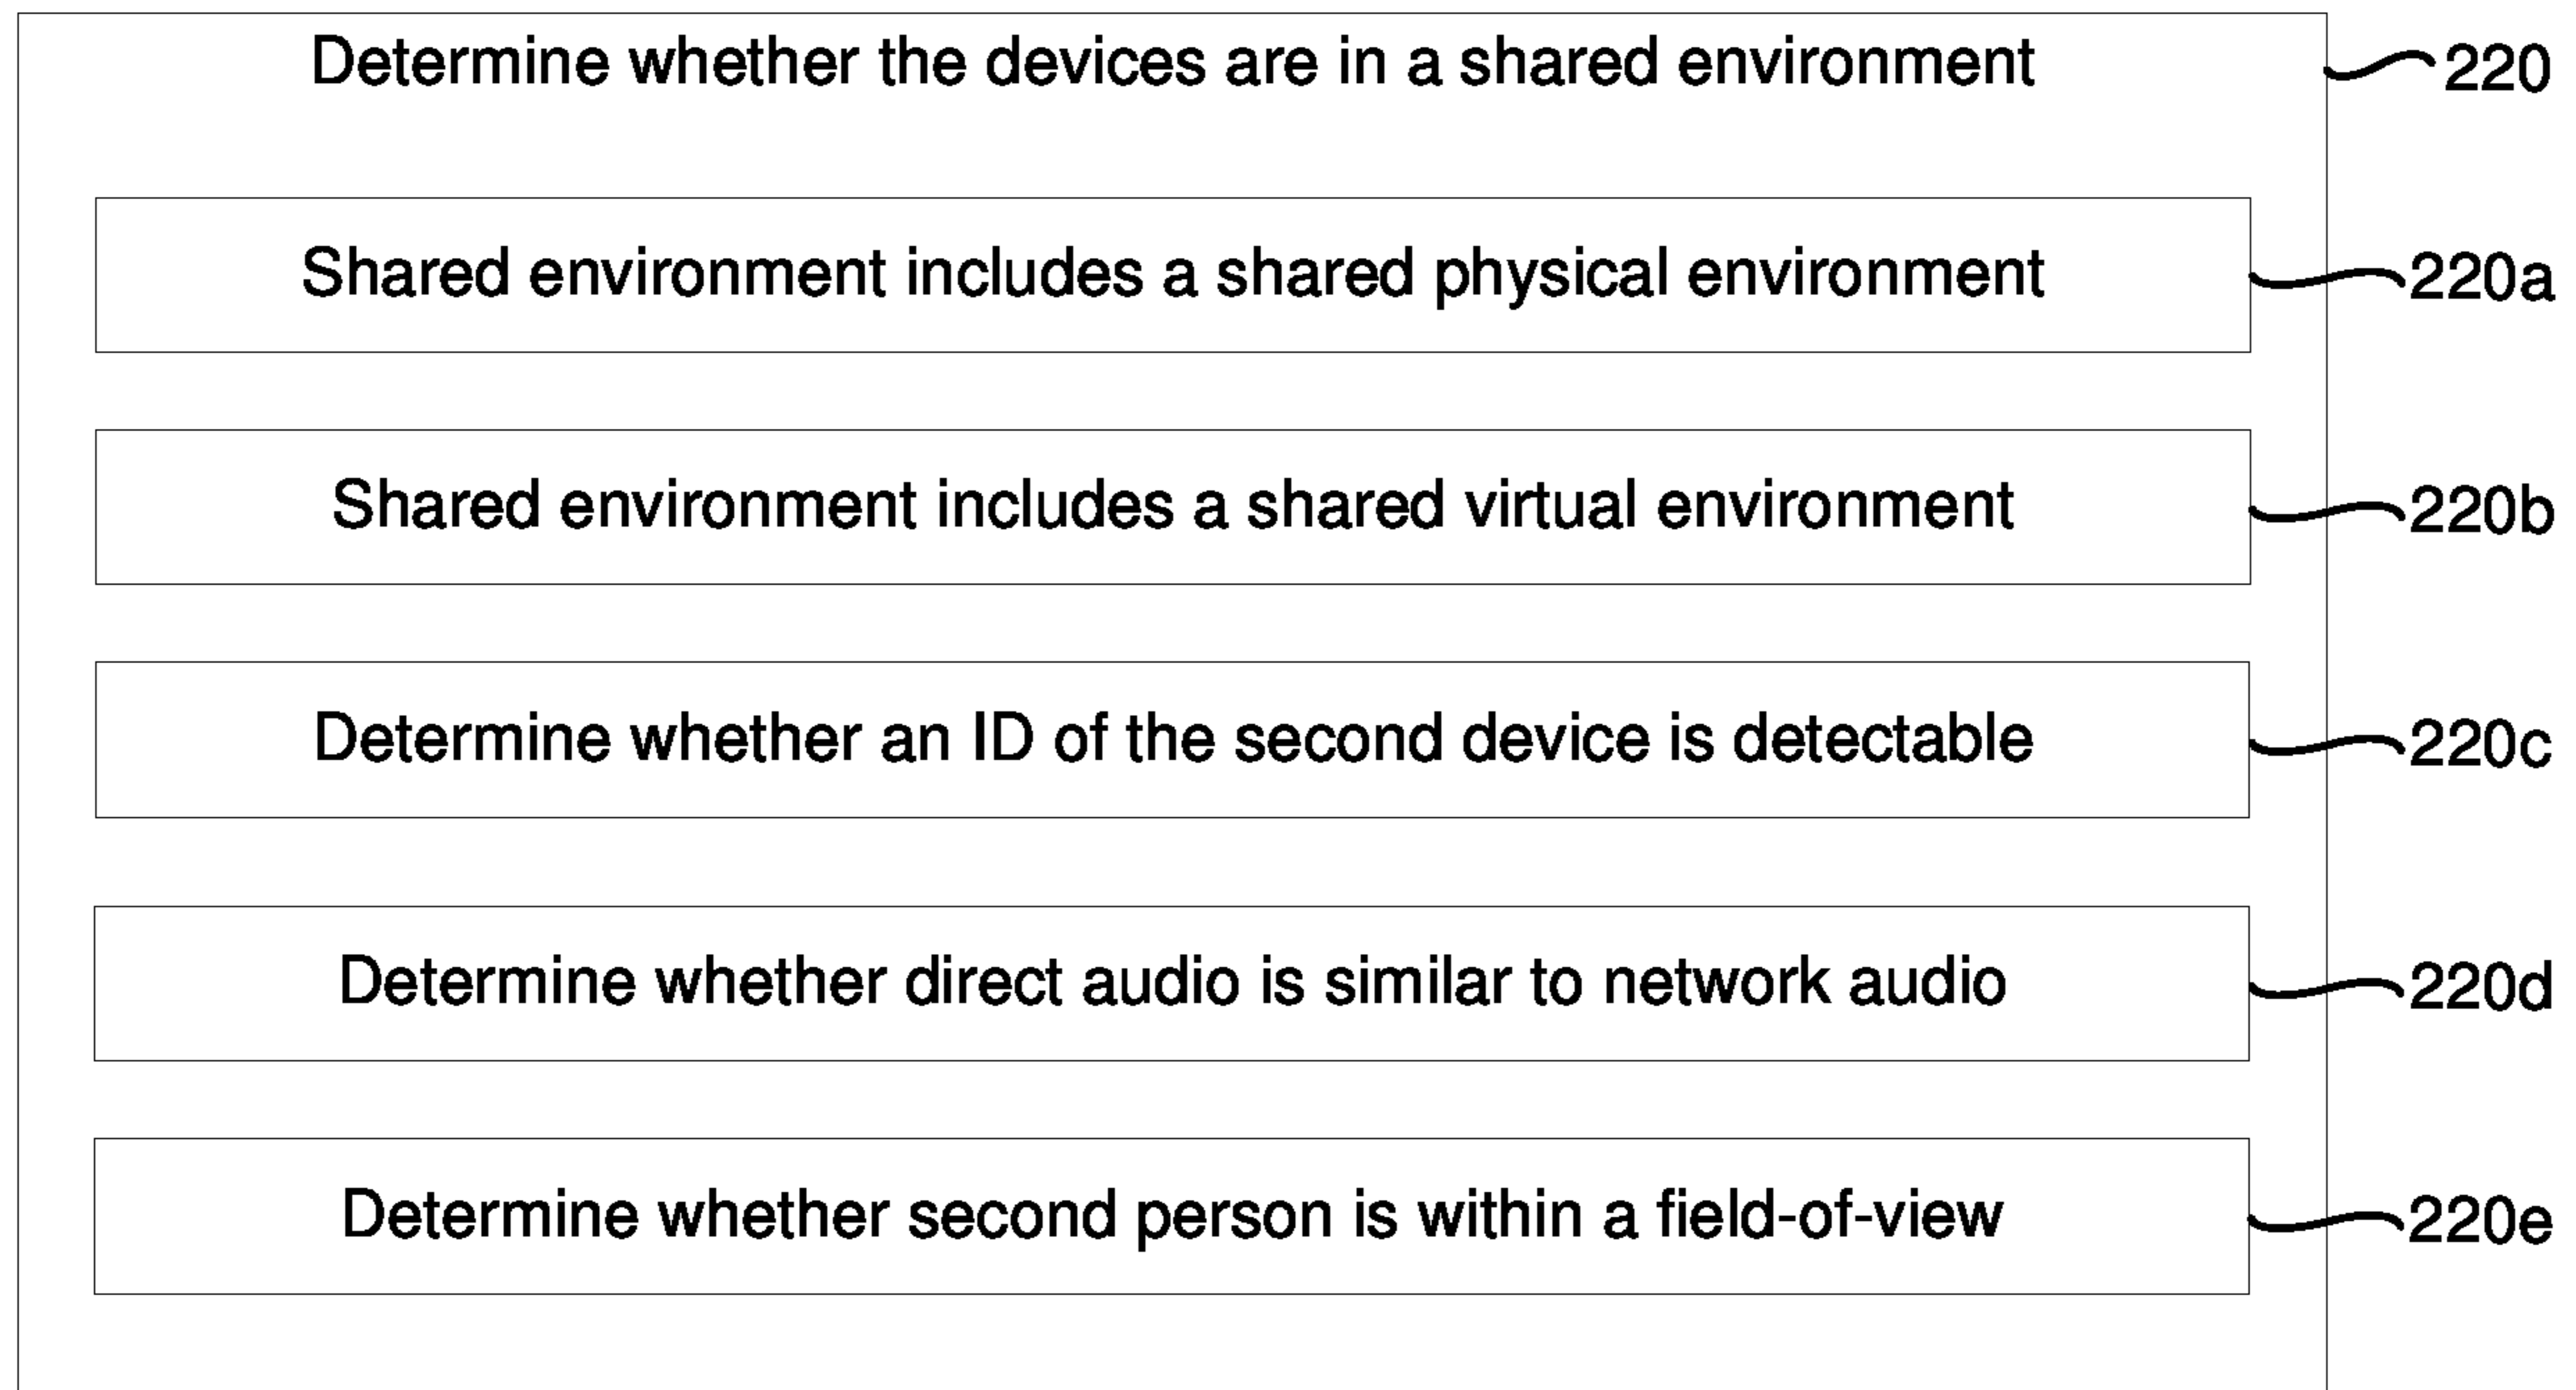 Determine whether the devices are in a shared environment 220
Shared environment includes a shared physical environment 220a
Shared environment includes a shared virtual environment 220b
Determine whether an ID of the second device is detectable 220c
Determine whether direct audio is similar to network audio 220d
Determine whether second person is within a field-of-view 220e